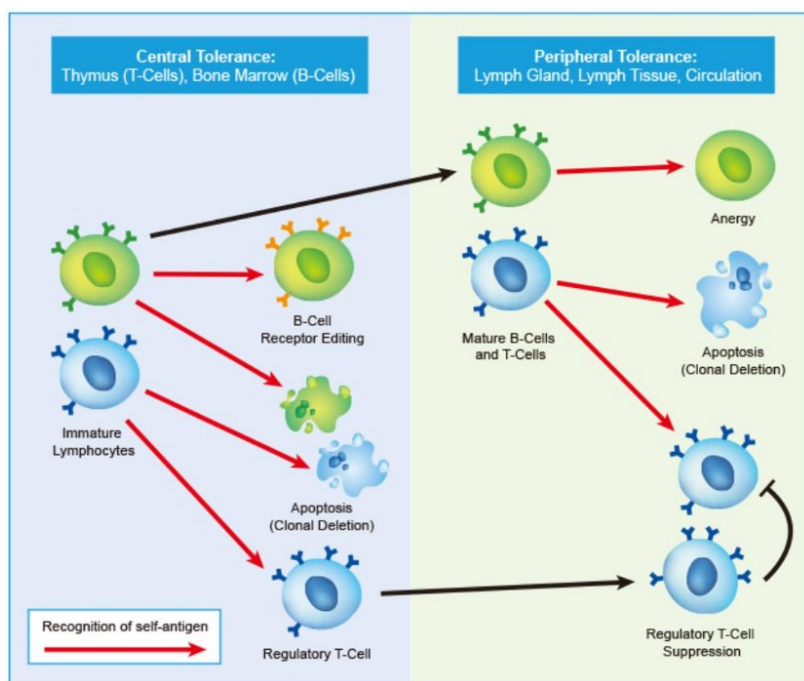 Central Tolerance:
Thymus (T-Cells), Bone Marrow (B-Cells)
Peripheral Tolerance:
Lymph Gland, Lymph Tissue, Circulation
Anergy
B-Cell
Receptor Editing
Mature B-Cells
and T-Cells
Apoptosis
(Clonal Deletion)
Immature
Lymphocytes
Apoptosis
(Clonal Deletion)
Recognition of self-antigen
Regulatory T-Cell
Regulatory T-Cell
Suppression